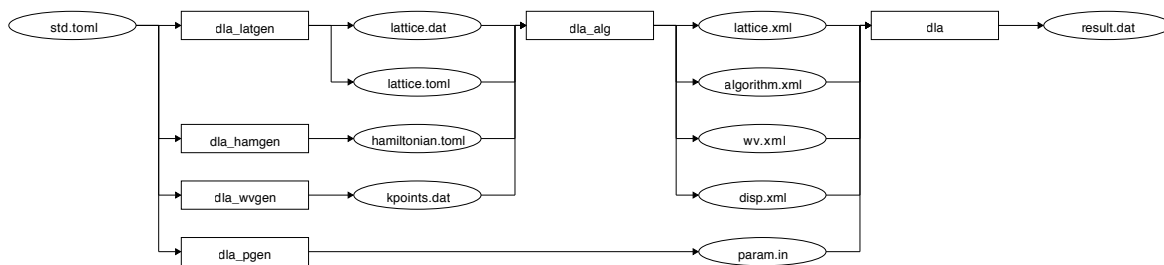 std.toml
dla_latgen
lattice.dat
dla_alg
lattice.xml
dla
result.dat
lattice.toml
algorithm.xml
dla_hamgen
hamiltonian.toml
wv.xml
dla_wvgen
kpoints.dat
disp.xml
dla_pgen
param.in